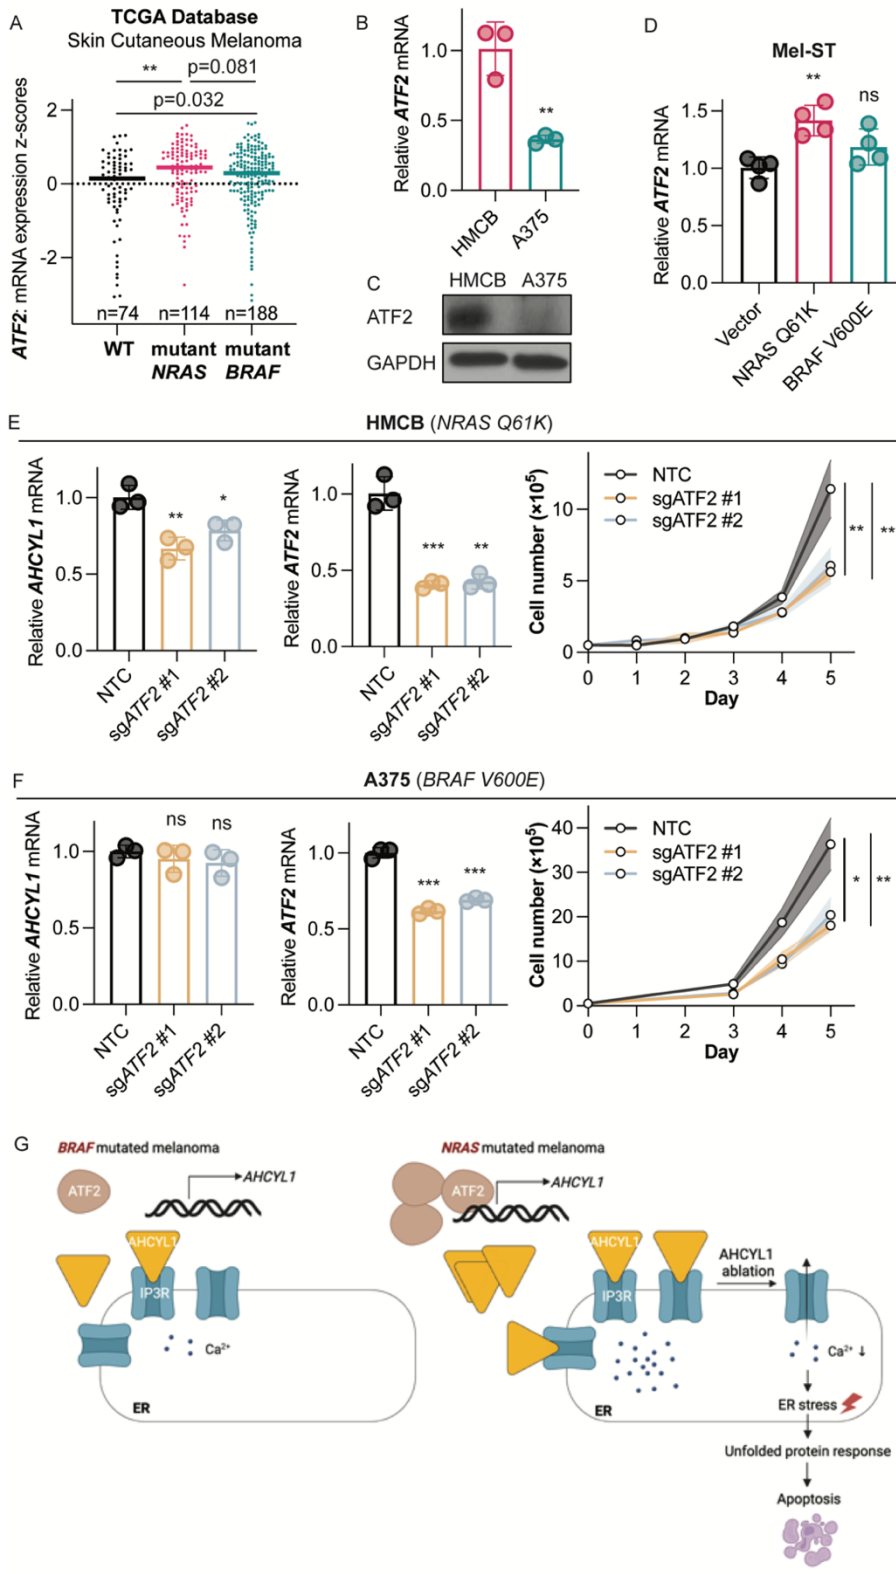 A
TCGA Database
Skin Cutaneous Melanoma
** p=0.081
p=0.032
ATF2: mRNA expression z-scores
2
0
-2
n=74 n=114 n=188
WT mutant mutant
NRAS BRAF
B
Relative ATF2 mRNA
1.0
0.5
0.0
**
HMCB
A375
C
HMCB A375
ATF2
GAPDH
D
Mel-ST
Relative ATF2 mRNA
1.5
1.0
0.5
0.0
**
ns
Vector
NRAS Q61K
BRAF V600E
E
HMCB (NRAS Q61K)
Relative AHCYL1 mRNA
1.0
0.5
0.0
**
*
NTC
sgATF2 #1
sgATF2 #2
Relative ATF2 mRNA
1.0
0.5
0.0
***
**
NTC
sgATF2 #1
sgATF2 #2
Cell number (×10⁵)
10
5
0
NTC
sgATF2 #1
sgATF2 #2
** **
0 1 2 3 4 5
Day
F
A375 (BRAF V600E)
Relative AHCYL1 mRNA
1.0
0.5
0.0
ns
ns
NTC
sgATF2 #1
sgATF2 #2
Relative ATF2 mRNA
1.0
0.5
0.0
***
***
NTC
sgATF2 #1
sgATF2 #2
Cell number (×10⁵)
40
30
20
10
0
NTC
sgATF2 #1
sgATF2 #2
* **
0 1 2 3 4 5
Day
G
BRAF mutated melanoma
ATF2
AHCYL1
AHCYL1
IP3R
Ca²⁺
ER
NRAS mutated melanoma
ATF2
AHCYL1
AHCYL1
IP3R
AHCYL1
ablation
Ca²⁺ ↓
ER
ER stress
Unfolded protein response
Apoptosis